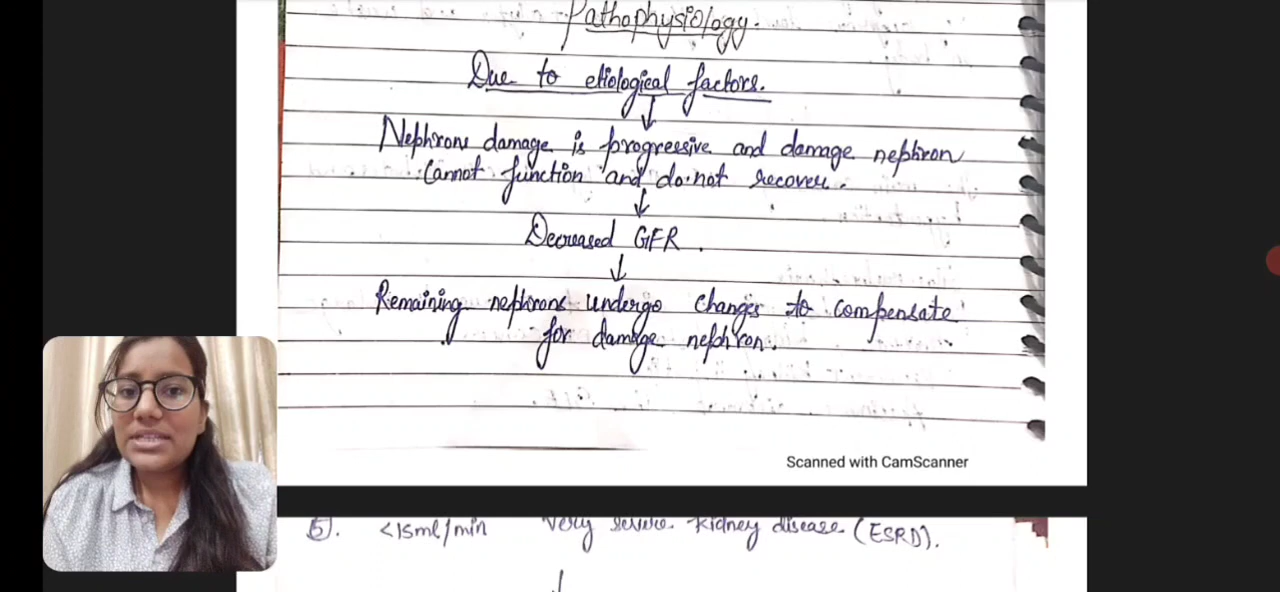 Pathophysiology.
Due to etiological factors.
↓
Nephrons damage is progressive and damage nephron
cannot function and do not recover.
↓
Decreased GFR.
↓
Remaining nephrons undergo changes to compensate
for damage nephron.
Scanned with CamScanner
5). <15ml/min Very severe kidney disease (ESRD).
↓